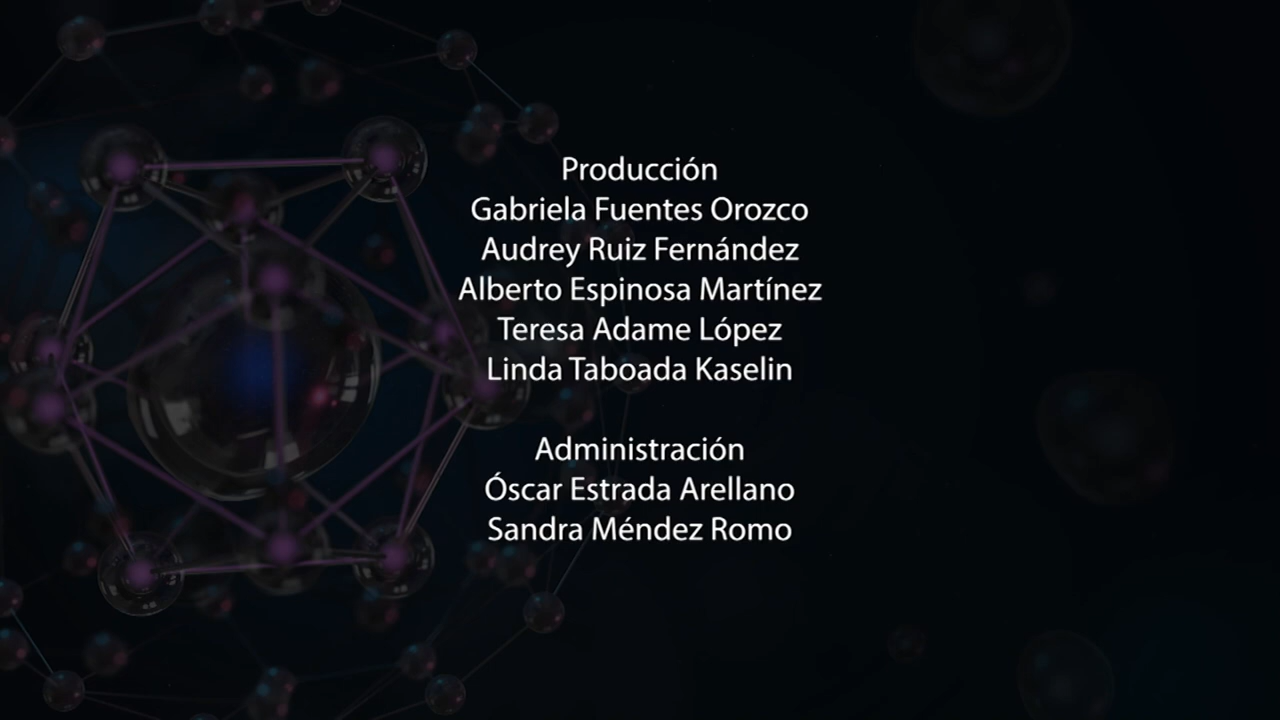 Producción
Gabriela Fuentes Orozco
Audrey Ruiz Fernández
Alberto Espinosa Martínez
Teresa Adame López
Linda Taboada Kaselin
Administración
Óscar Estrada Arellano
Sandra Méndez Romo